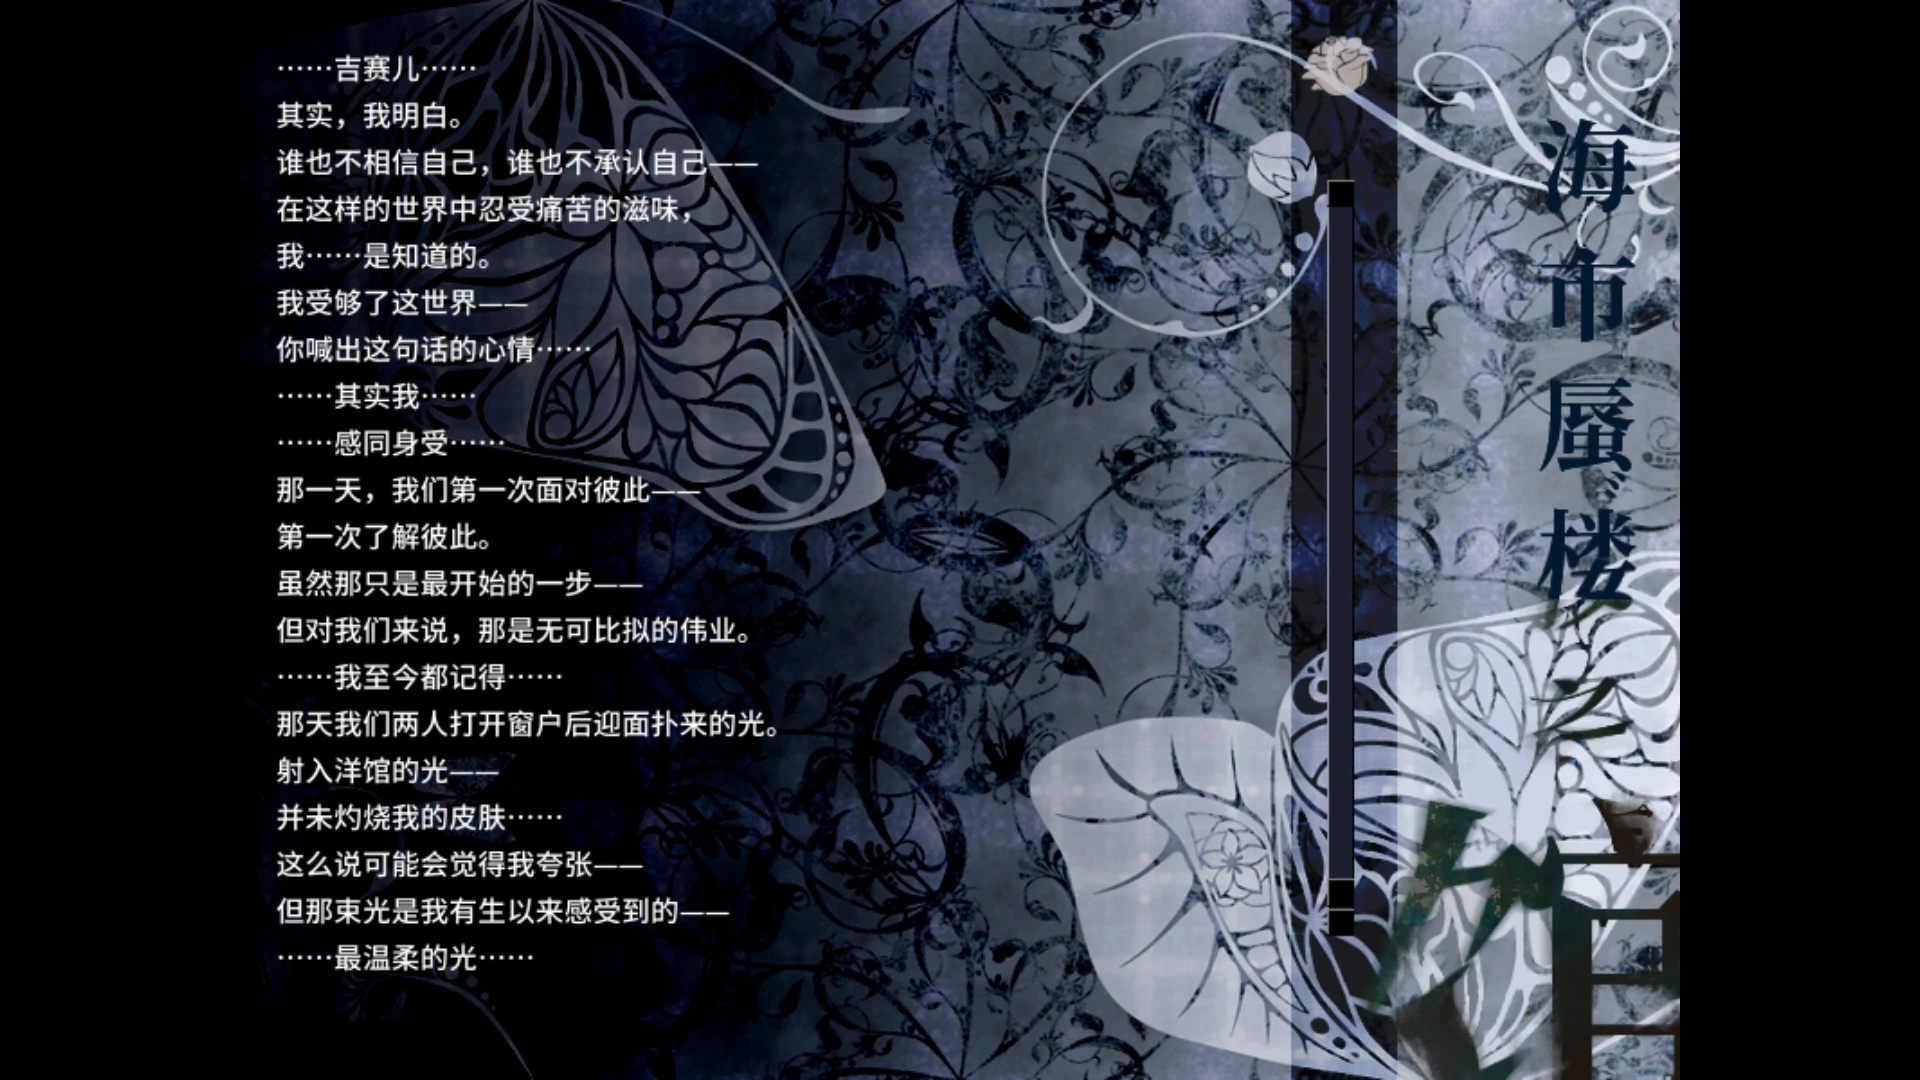 ……吉赛儿……
其实，我明白。
谁也不相信自己，谁也不承认自己——
在这样的世界中忍受痛苦的滋味，
我……是知道的。
我受够了这世界——
你喊出这句话的心情……
……其实我……
……感同身受……
那一天，我们第一次面对彼此——
第一次了解彼此。
虽然那只是最开始的一步——
但对我们来说，那是无可比拟的伟业。
……我至今都记得……
那天我们两人打开窗户后迎面扑来的光。
射入洋馆的光——
并未灼烧我的皮肤……
这么说可能会觉得我夸张——
但那束光是我有生以来感受到的——
……最温柔的光……
海市蜃楼之馆